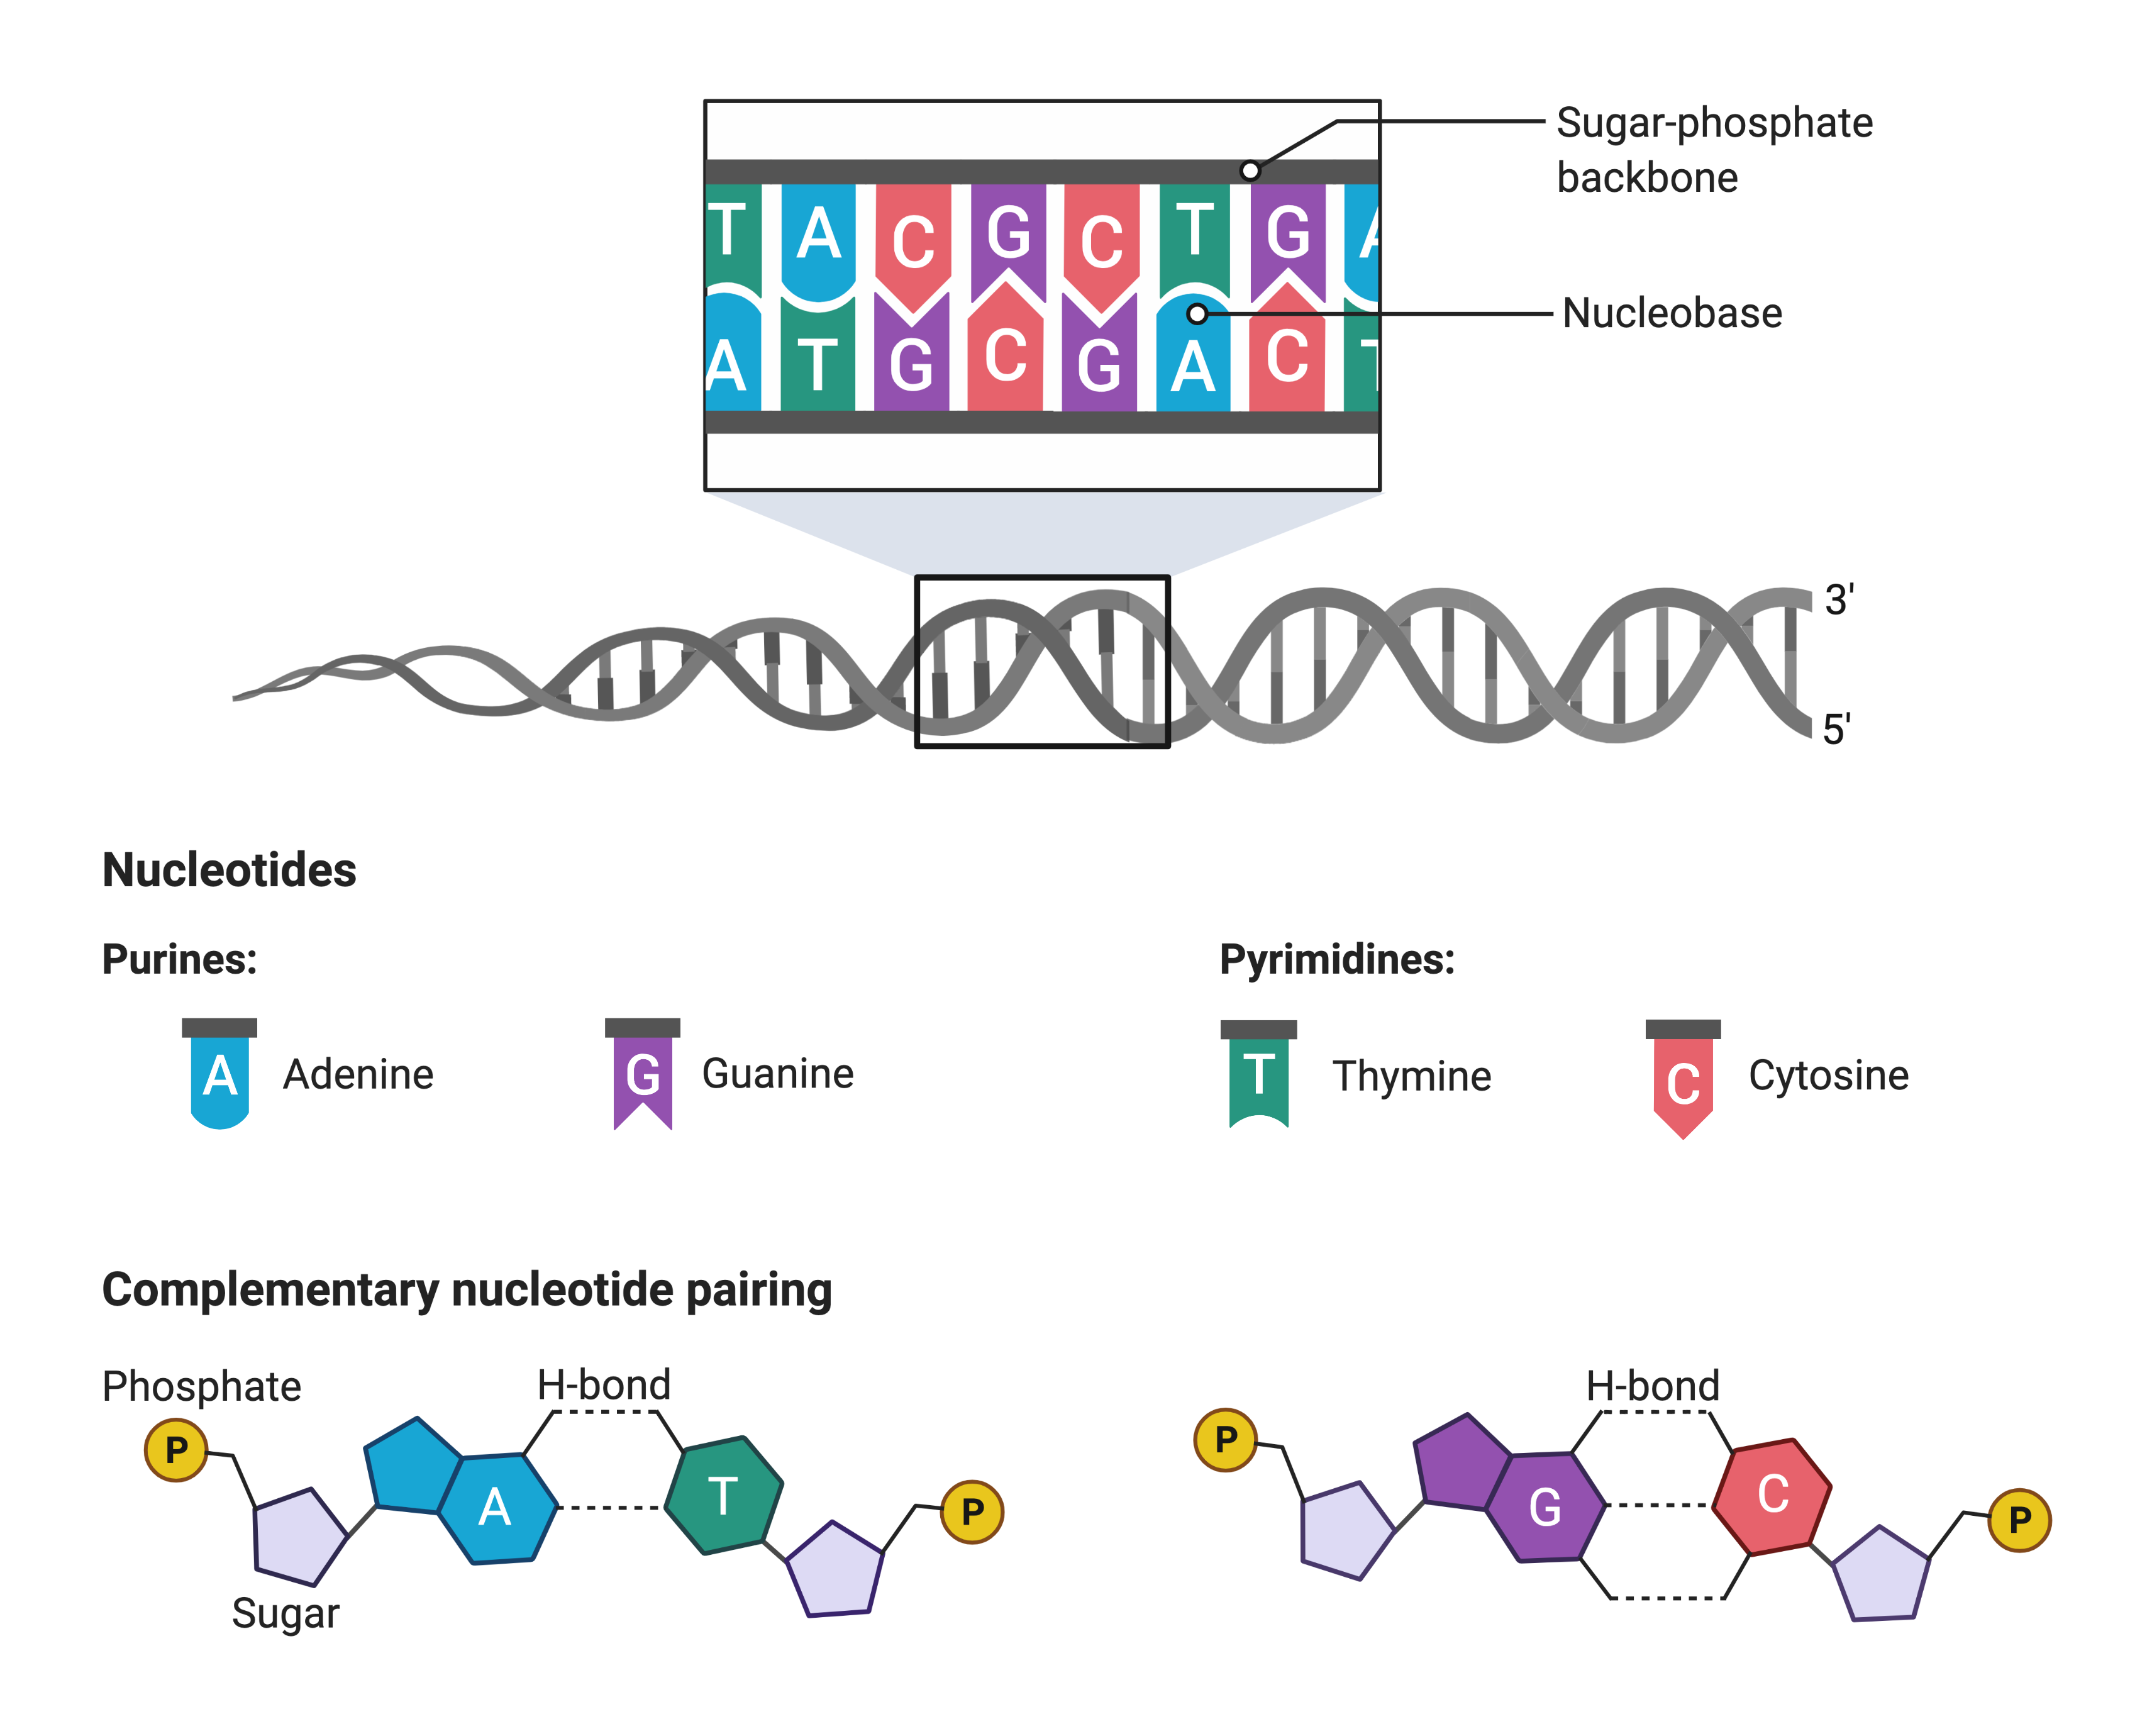 Sugar-phosphate
backbone
T A C G C T G A
Nucleobase
A T G C G A C T
3'
5'
Nucleotides
Purines:
Pyrimidines:
A Adenine G Guanine T Thymine C Cytosine
Complementary nucleotide pairing
Phosphate H-bond H-bond
P A T P P G C P
Sugar